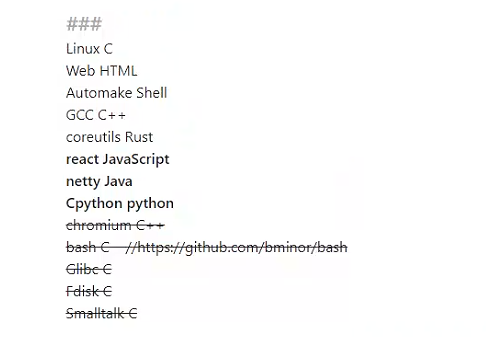 ###
Linux C
Web HTML
Automake Shell
GCC C++
coreutils Rust
react JavaScript
netty Java
Cpython python
chromium C++
bash C //https://github.com/bminor/bash
Glibc C
Fdisk C
Smalltalk C